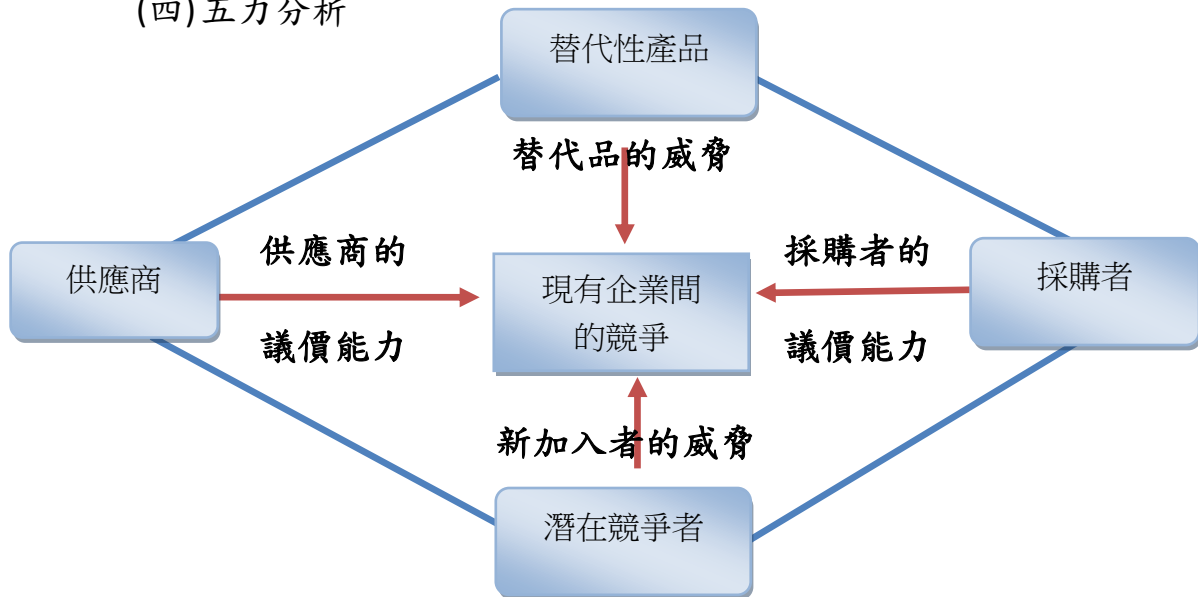 (四)五力分析
替代性產品
替代品的威脅
供應商
供應商的
議價能力
現有企業間
的競爭
採購者的
議價能力
採購者
新加入者的威脅
潛在競爭者